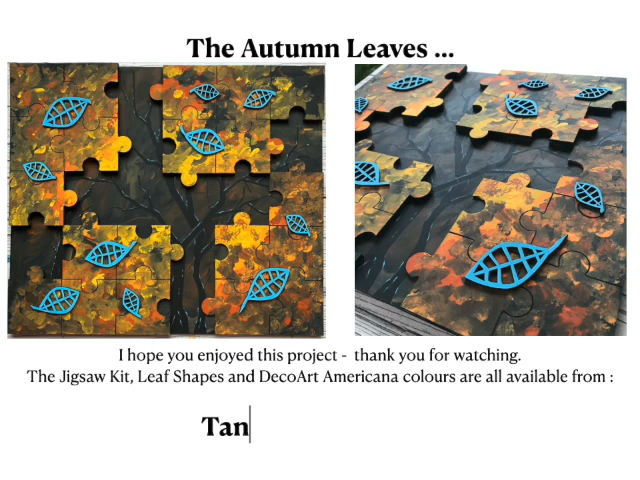 The Autumn Leaves ...
I hope you enjoyed this project - thank you for watching.
The Jigsaw Kit, Leaf Shapes and DecoArt Americana colours are all available from :
Tan